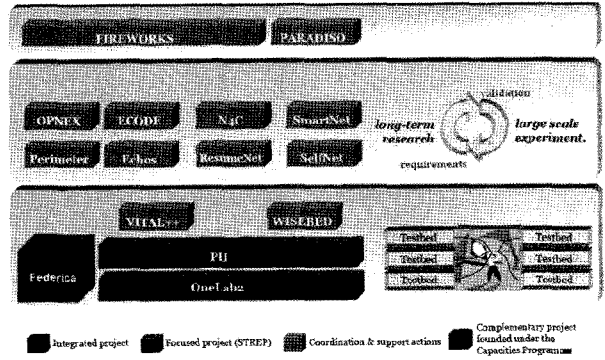 FIREWORKS PARADISO
validation
OPNEX ECODE N4C SmartNet
long-term large scale
research experiment.
Perimeter Echos ResumeNet SelfNet
requirements
VITAL++ WISEBED
Testbed Testbed
Federica PII Testbed Testbed
OneLab2 Testbed Testbed
Integrated project Focused project (STREP) Coordination & support actions Complementary project
founded under the
Capacities Programme